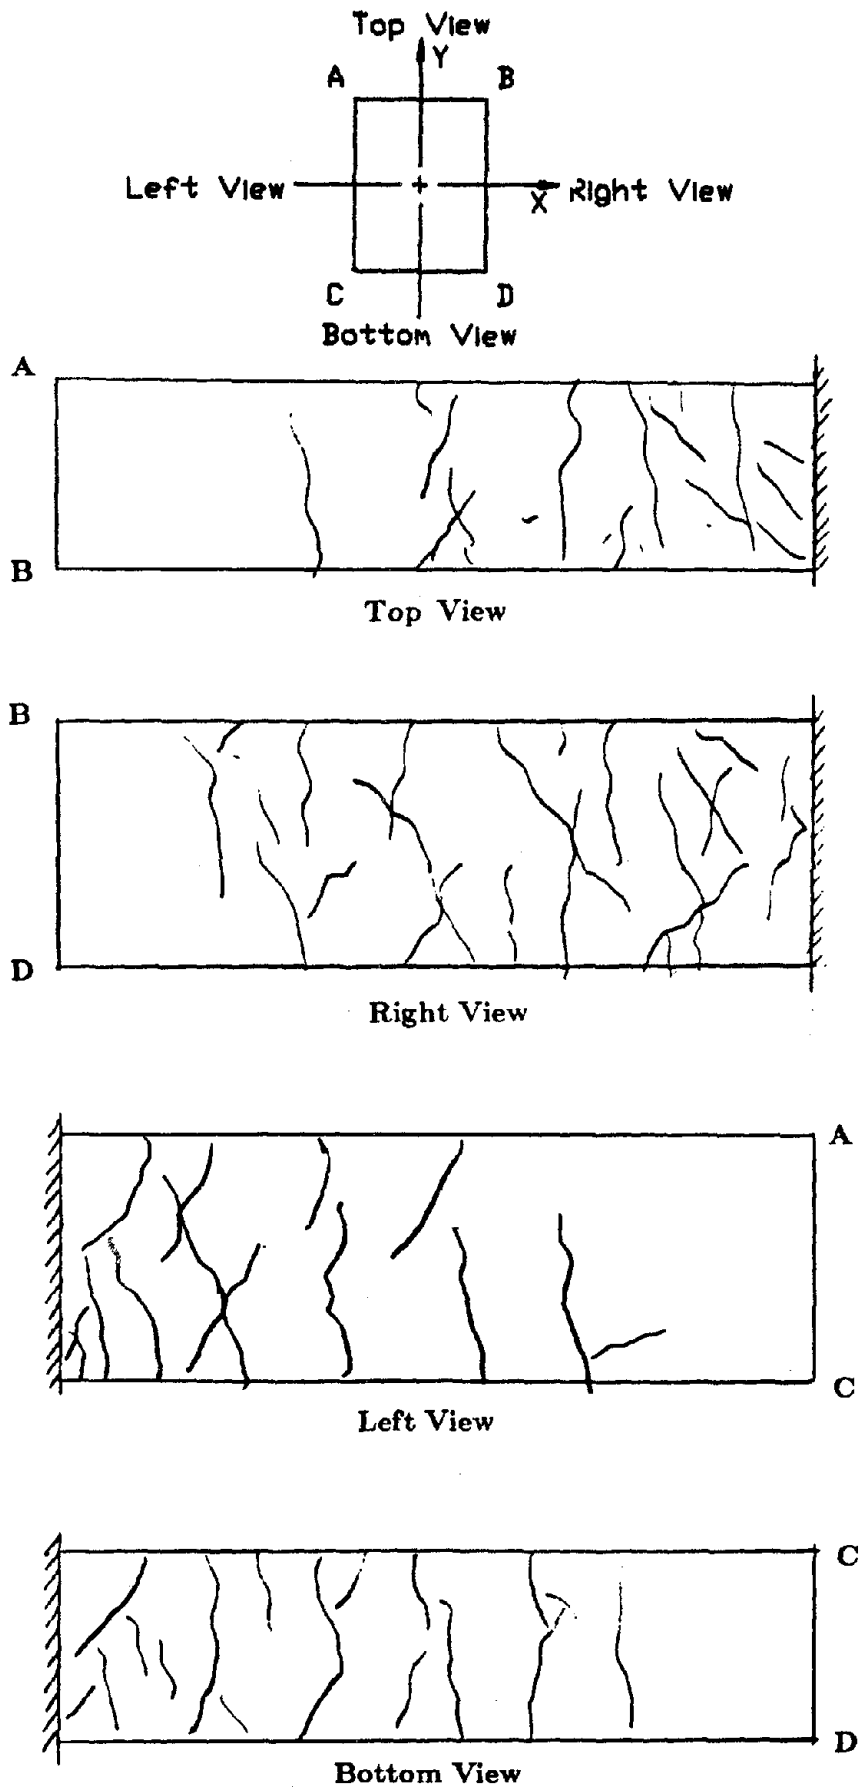 Top View
Y
A B
Left View X Right View
C D
Bottom View
A
B
Top View
B
D
Right View
A
C
Left View
C
D
Bottom View